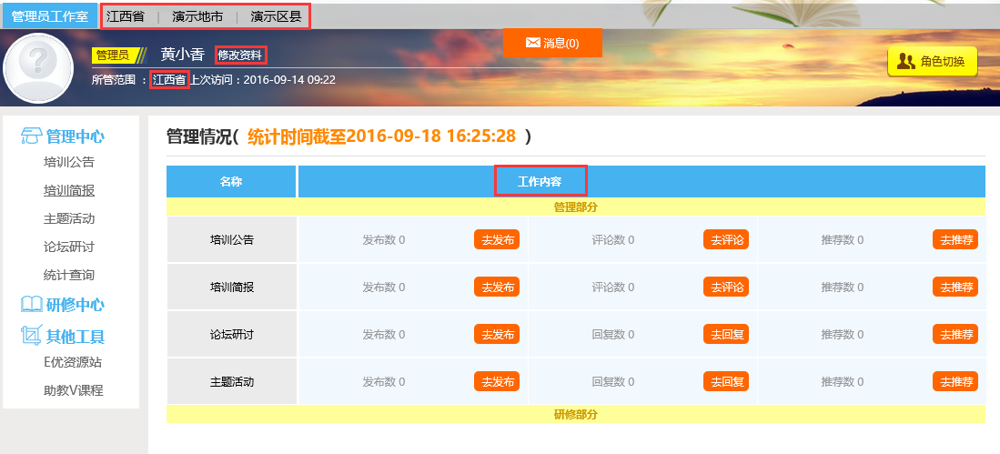 管理员工作室 江西省 | 演示地市 | 演示区县
消息(0)
管理员 黄小香 修改资料
角色切换
所管范围 ： 江西省 上次访问：2016-09-14 09:22
管理中心
培训公告
培训简报
主题活动
论坛研讨
统计查询
研修中心
其他工具
E优资源站
助教V课程
管理情况( 统计时间截至2016-09-18 16:25:28 )
名称 工作内容
管理部分
培训公告 发布数 0 去发布 评论数 0 去评论 推荐数 0 去推荐
培训简报 发布数 0 去发布 评论数 0 去评论 推荐数 0 去推荐
论坛研讨 发布数 0 去发布 回复数 0 去回复 推荐数 0 去推荐
主题活动 发布数 0 去发布 回复数 0 去回复 推荐数 0 去推荐
研修部分